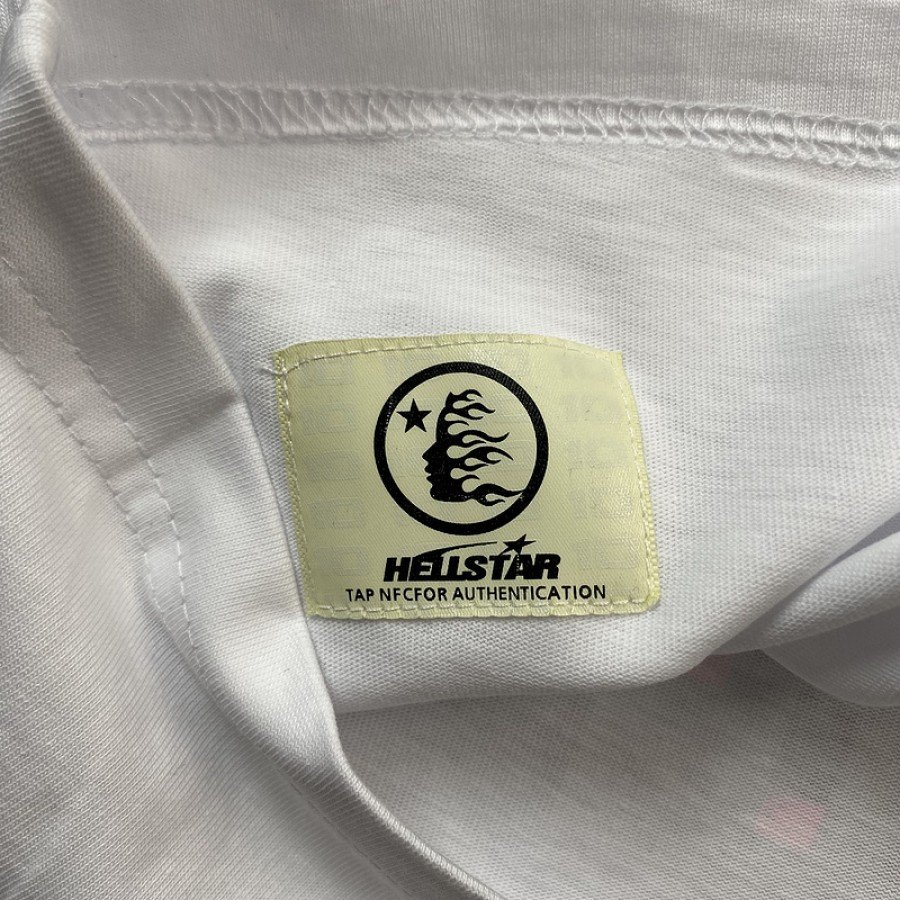 HELLSTAR
TAP NFCFOR AUTHENTICATION